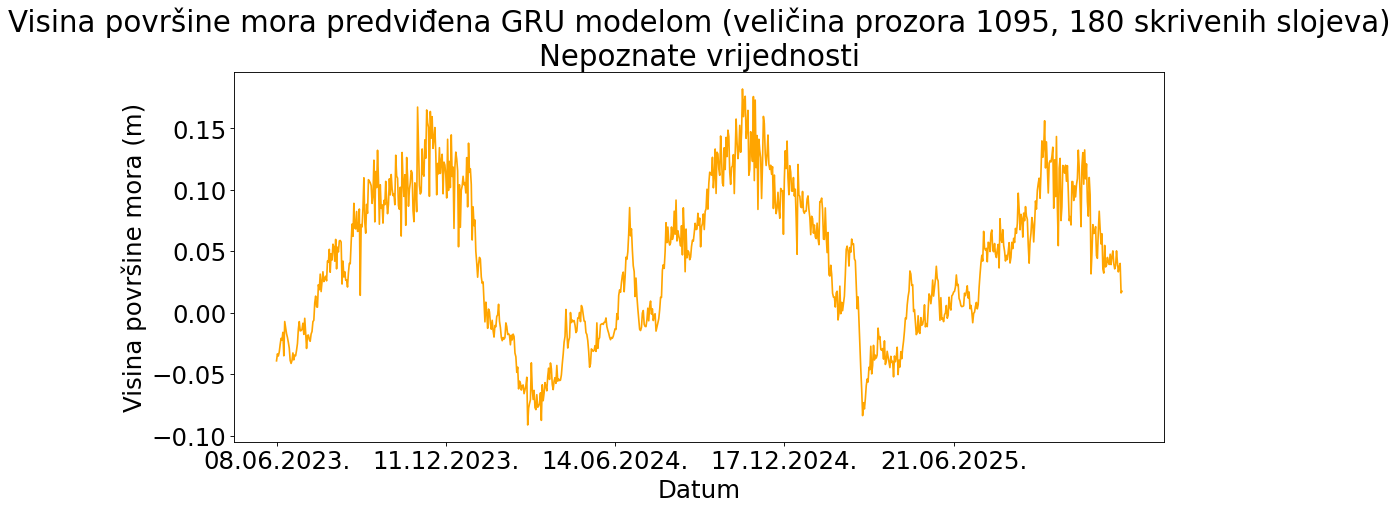 Visina površine mora predviđena GRU modelom (veličina prozora 1095, 180 skrivenih slojeva)
Nepoznate vrijednosti
Visina površine mora (m)
0.15
0.10
0.05
0.00
−0.05
−0.10
08.06.2023. 11.12.2023. 14.06.2024. 17.12.2024. 21.06.2025.
Datum